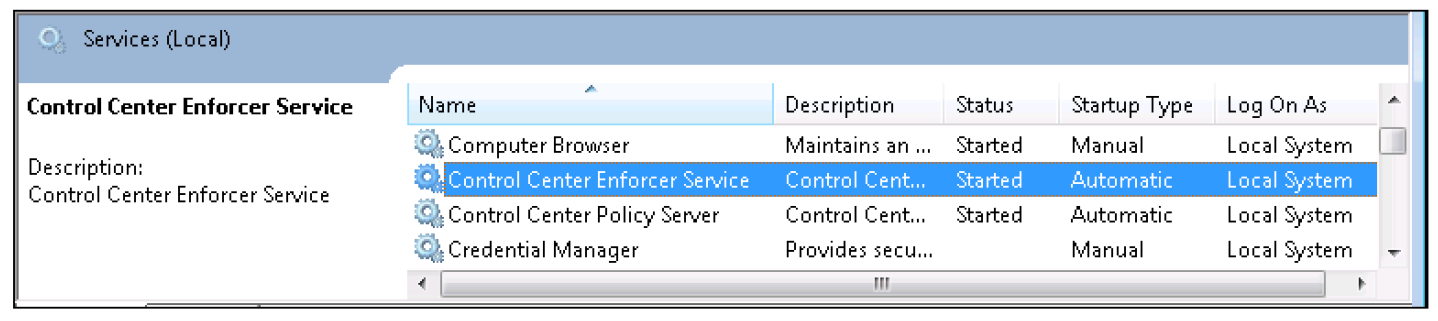 Services (Local)
Control Center Enforcer Service
Description:
Control Center Enforcer Service
Name Description Status Startup Type Log On As
Computer Browser Maintains an ... Started Manual Local System
Control Center Enforcer Service Control Cent... Started Automatic Local System
Control Center Policy Server Control Cent... Started Automatic Local System
Credential Manager Provides secu... Manual Local System